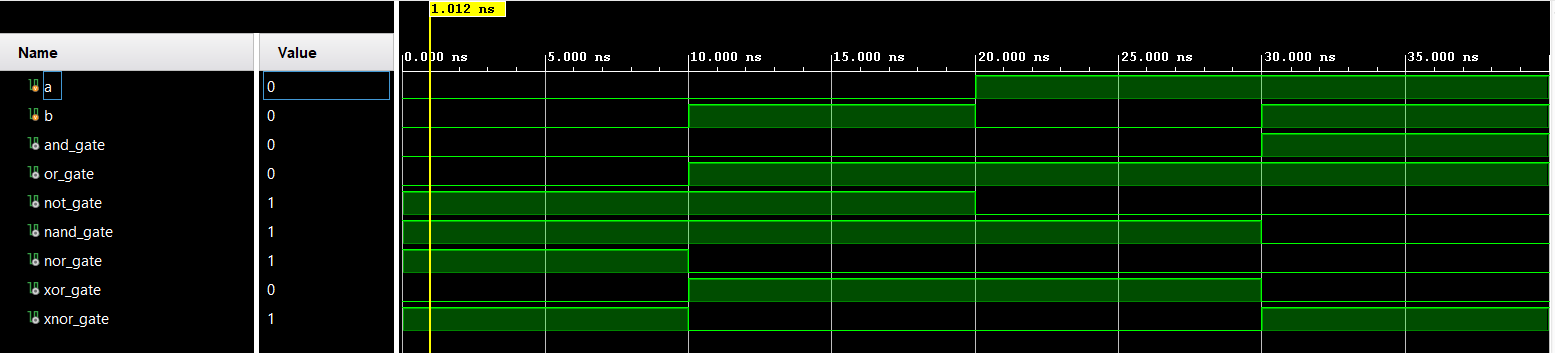 1.012 ns
Name Value
0.000 ns 5.000 ns 10.000 ns 15.000 ns 20.000 ns 25.000 ns 30.000 ns 35.000 ns
a 0
b 0
and_gate 0
or_gate 0
not_gate 1
nand_gate 1
nor_gate 1
xor_gate 0
xnor_gate 1